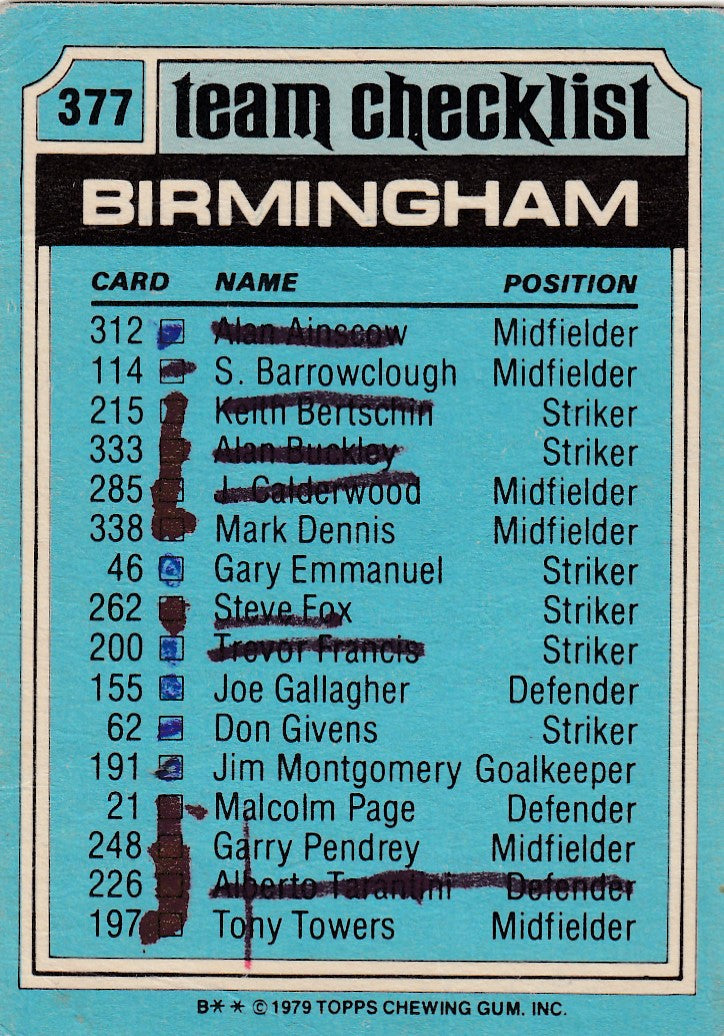 377 team checklist
BIRMINGHAM
CARD NAME POSITION
312 Alan Ainscow Midfielder
114 S. Barrowclough Midfielder
215 Keith Bertschin Striker
333 Alan Buckley Striker
285 J. Calderwood Midfielder
338 Mark Dennis Midfielder
46 Gary Emmanuel Striker
262 Steve Fox Striker
200 Trevor Francis Striker
155 Joe Gallagher Defender
62 Don Givens Striker
191 Jim Montgomery Goalkeeper
21 Malcolm Page Defender
248 Garry Pendrey Midfielder
226 Alberto Tarantini Defender
197 Tony Towers Midfielder
B** © 1979 TOPPS CHEWING GUM. INC.